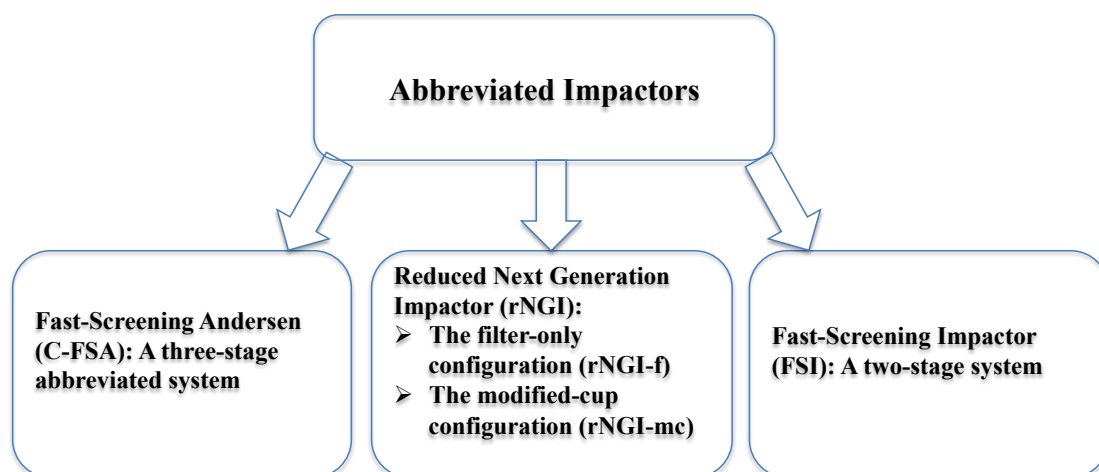 Abbreviated Impactors
Fast-Screening Andersen
(C-FSA): A three-stage
abbreviated system
Reduced Next Generation
Impactor (rNGI):
➢ The filter-only
configuration (rNGI-f)
➢ The modified-cup
configuration (rNGI-mc)
Fast-Screening Impactor
(FSI): A two-stage system